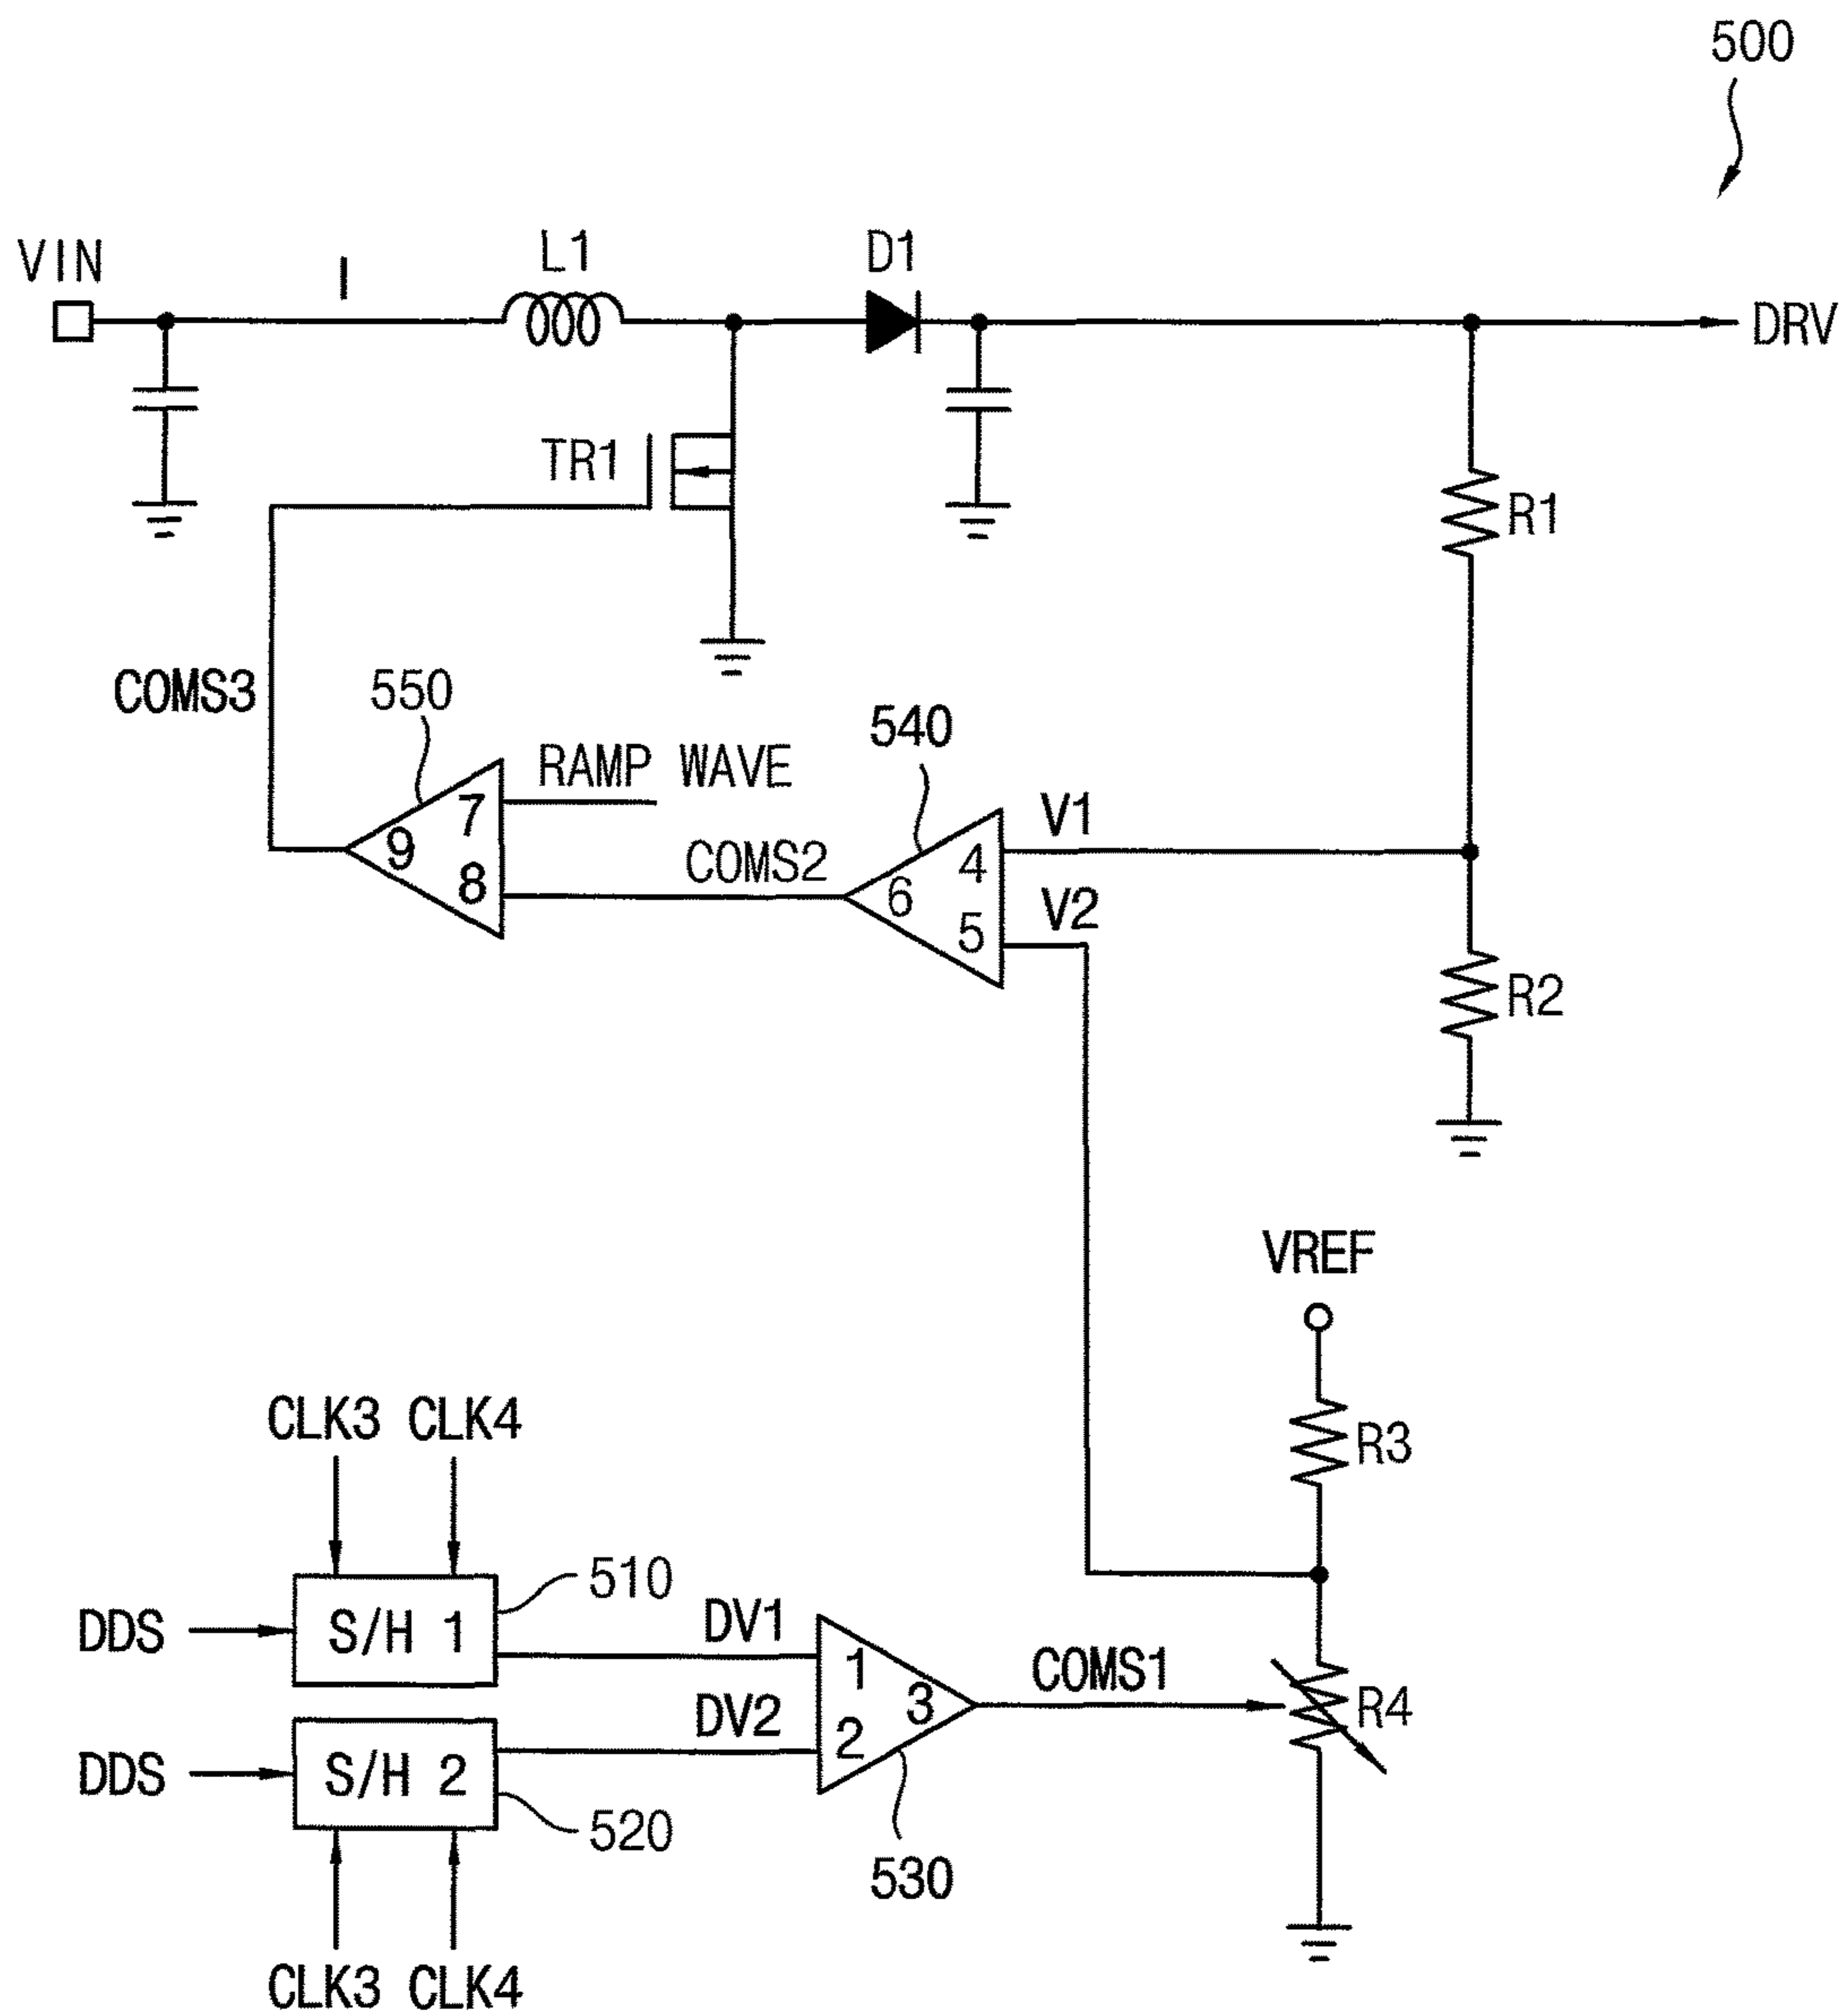 500
VIN
I
L1
D1
DRV
TR1
R1
COMS3
550
540
RAMP WAVE
7
9
8
COMS2
V1
4
6
V2
5
R2
VREF
CLK3 CLK4
R3
510
DDS
S/H 1
DV1
1
COMS1
3
R4
DV2
2
DDS
S/H 2
520
530
CLK3 CLK4